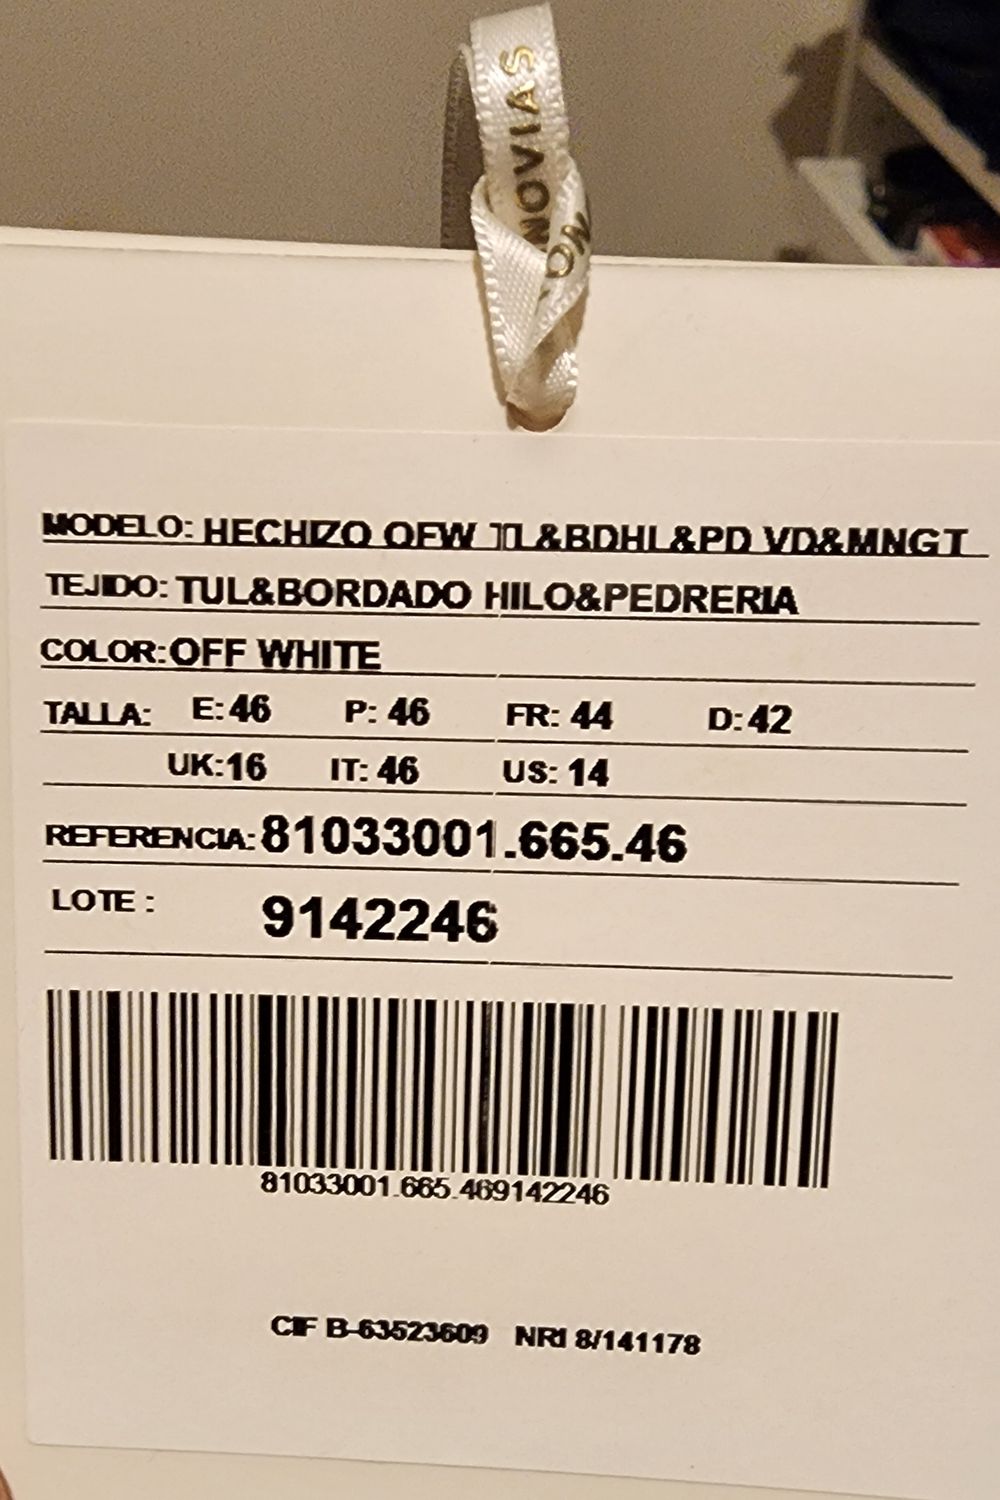 NOVIAS
MODELO: HECHIZO OFW TL&BDHL&PD VD&MNGT
TEJIDO: TUL&BORDADO HILO&PEDRERIA
COLOR: OFF WHITE
TALLA: E: 46 P: 46 FR: 44 D: 42
UK: 16 IT: 46 US: 14
REFERENCIA: 81033001.665.46
LOTE : 9142246
81033001.665.469142246
CIF B-63523609 NRI 8/141178